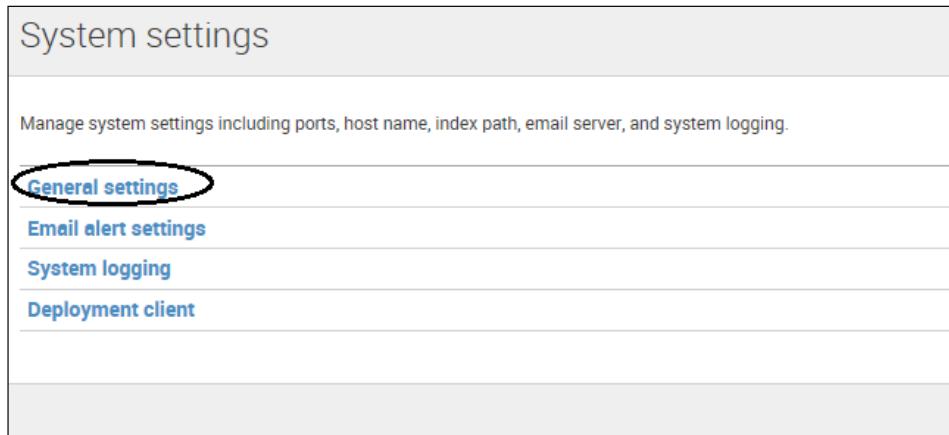 System settings
Manage system settings including ports, host name, index path, email server, and system logging.
General settings
Email alert settings
System logging
Deployment client